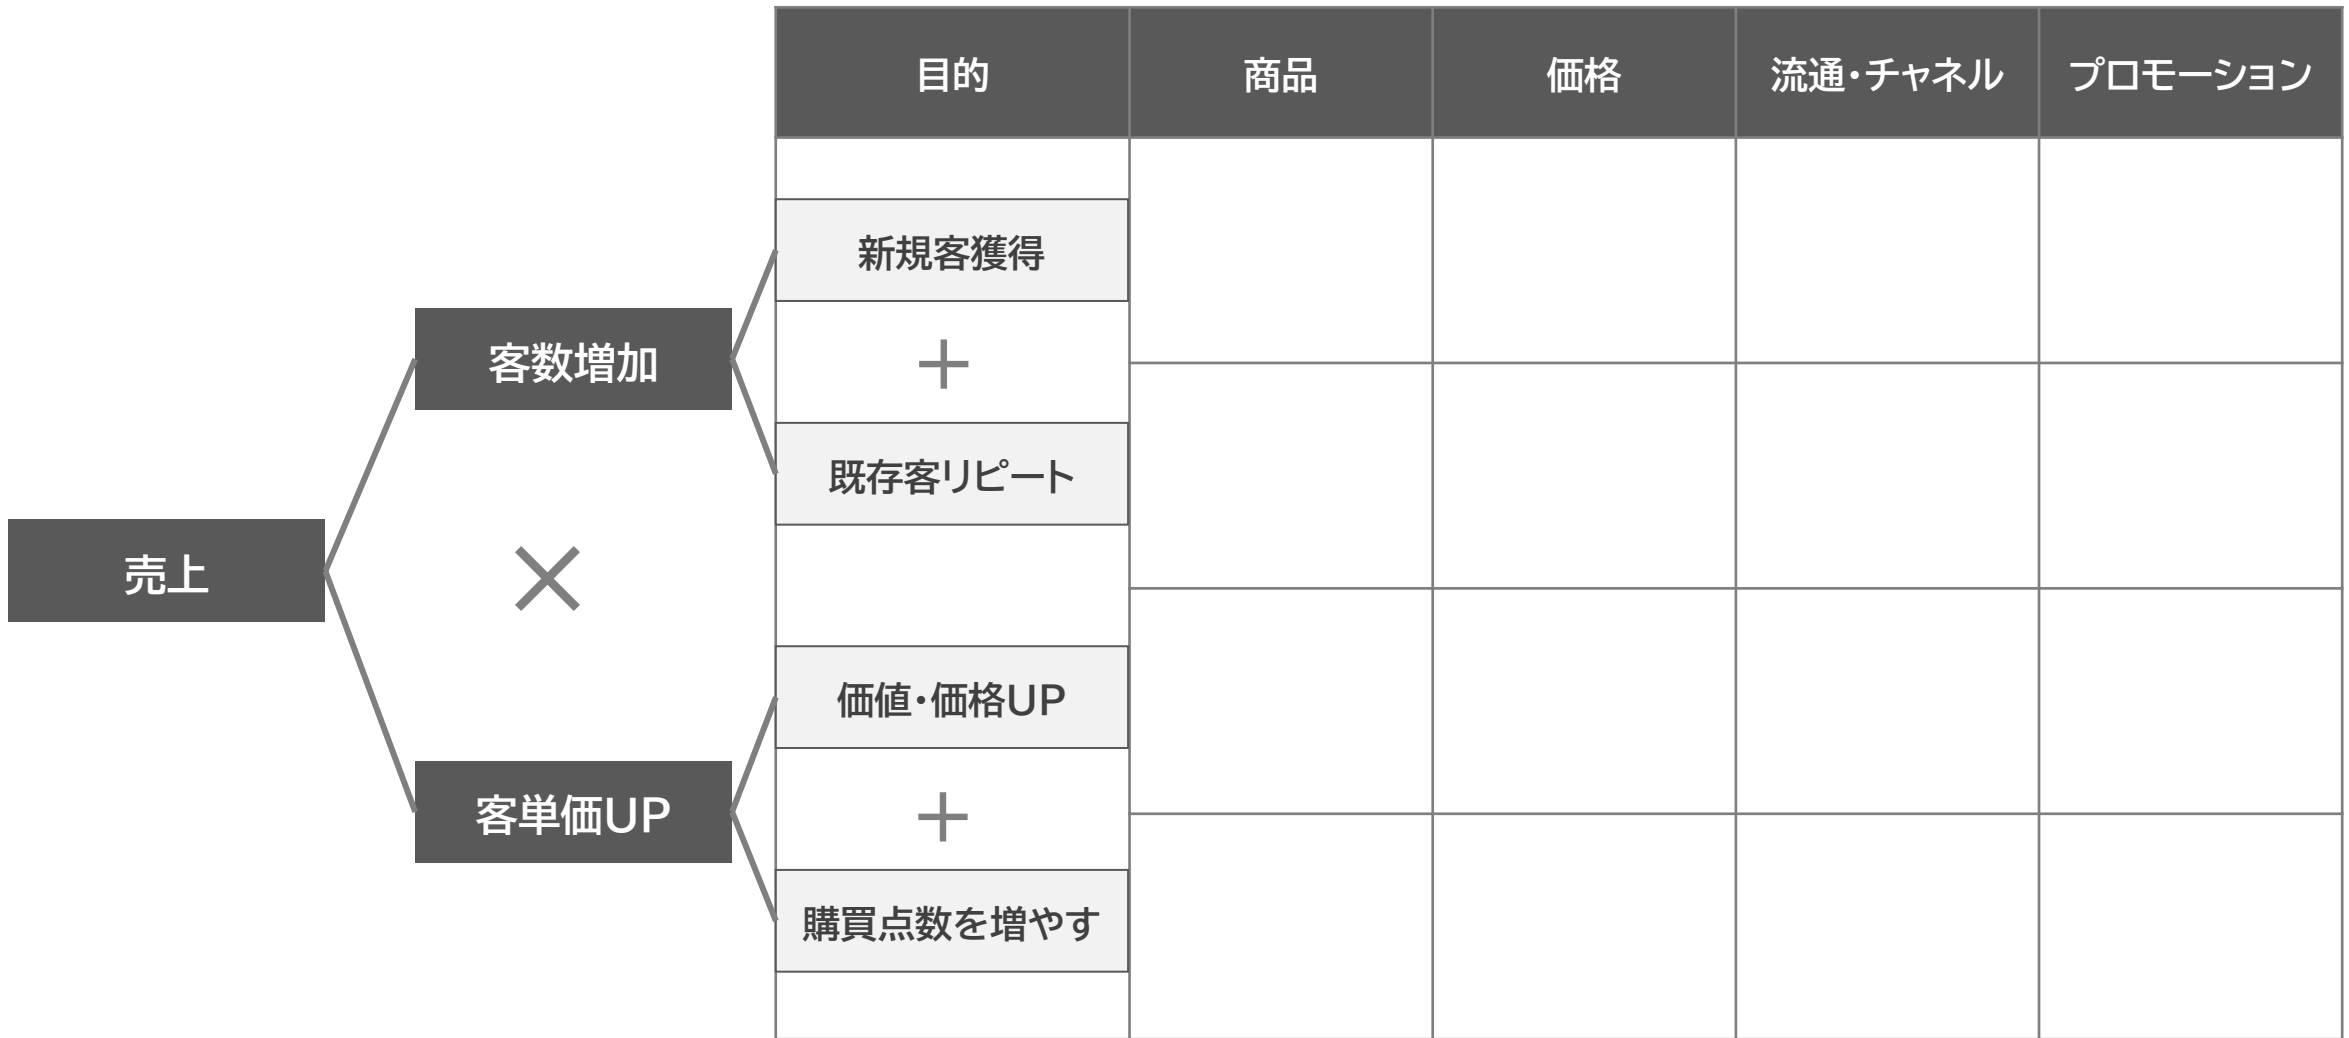 目的
商品
価格
流通・チャネル
プロモーション
新規客獲得
+
既存客リピート
客数増加
×
売上
価値・価格UP
+
購買点数を増やす
客単価UP